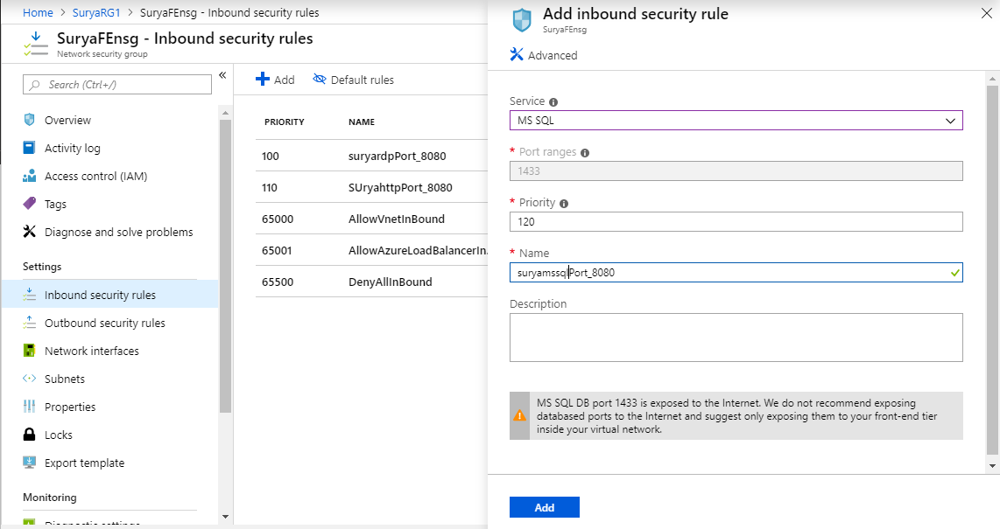 Home > SuryaRG1 > SuryaFEnsg - Inbound security rules
SuryaFEnsg - Inbound security rules
Network security group
Search (Ctrl+/)
«
Overview
Activity log
Access control (IAM)
Tags
Diagnose and solve problems
Settings
Inbound security rules
Outbound security rules
Network interfaces
Subnets
Properties
Locks
Export template
Monitoring
Diagnostic settings
Add Default rules
PRIORITY NAME
100 suryardpPort_8080
110 SUryahttpPort_8080
65000 AllowVnetInBound
65001 AllowAzureLoadBalancerIn.
65500 DenyAllInBound
Add inbound security rule
SuryaFEnsg
Advanced
Service
MS SQL
* Port ranges
1433
* Priority
120
* Name
suryamssqlPort_8080
Description
MS SQL DB port 1433 is exposed to the Internet. We do not recommend exposing
databased ports to the Internet and suggest only exposing them to your front-end tier
inside your virtual network.
Add